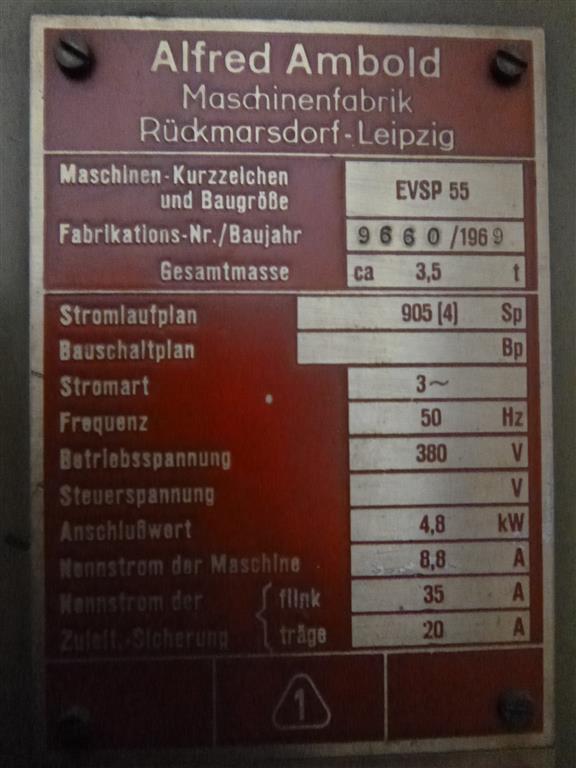 Alfred Ambold
Maschinenfabrik
Rückmarsdorf-Leipzig
Maschinen-Kurzzeichen
und Baugröße EVSP 55
Fabrikations-Nr./Baujahr 9660/1969
Gesamtmasse ca 3,5 t
Stromlaufplan 905 [4] Sp
Bauschaltplan Bp
Stromart 3~
Frequenz 50 Hz
Betriebsspannung 380 V
Steuerspannung V
Anschlußwert 4,8 kW
Nennstrom der Maschine 8,8 A
Nennstrom der flink 35 A
Zuleit.-Sicherung träge 20 A
1